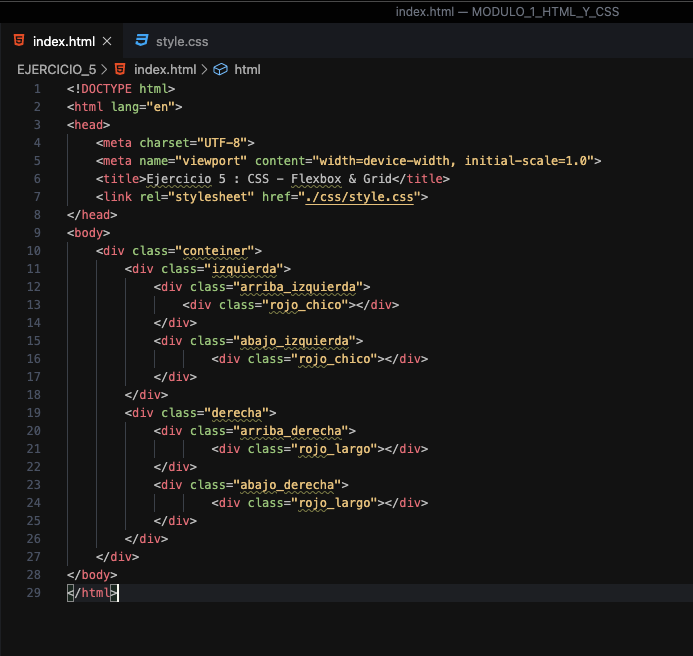 index.html — MODULO_1_HTML_Y_CSS
index.html × style.css
EJERCICIO_5 > index.html > html
1 <!DOCTYPE html>
2 <html lang="en">
3 <head>
4 <meta charset="UTF-8">
5 <meta name="viewport" content="width=device-width, initial-scale=1.0">
6 <title>Ejercicio 5 : CSS - Flexbox & Grid</title>
7 <link rel="stylesheet" href="./css/style.css">
8 </head>
9 <body>
10 <div class="conteiner">
11 <div class="izquierda">
12 <div class="arriba_izquierda">
13 <div class="rojo_chico"></div>
14 </div>
15 <div class="abajo_izquierda">
16 <div class="rojo_chico"></div>
17 </div>
18 </div>
19 <div class="derecha">
20 <div class="arriba_derecha">
21 <div class="rojo_largo"></div>
22 </div>
23 <div class="abajo_derecha">
24 <div class="rojo_largo"></div>
25 </div>
26 </div>
27 </div>
28 </body>
29 </html>